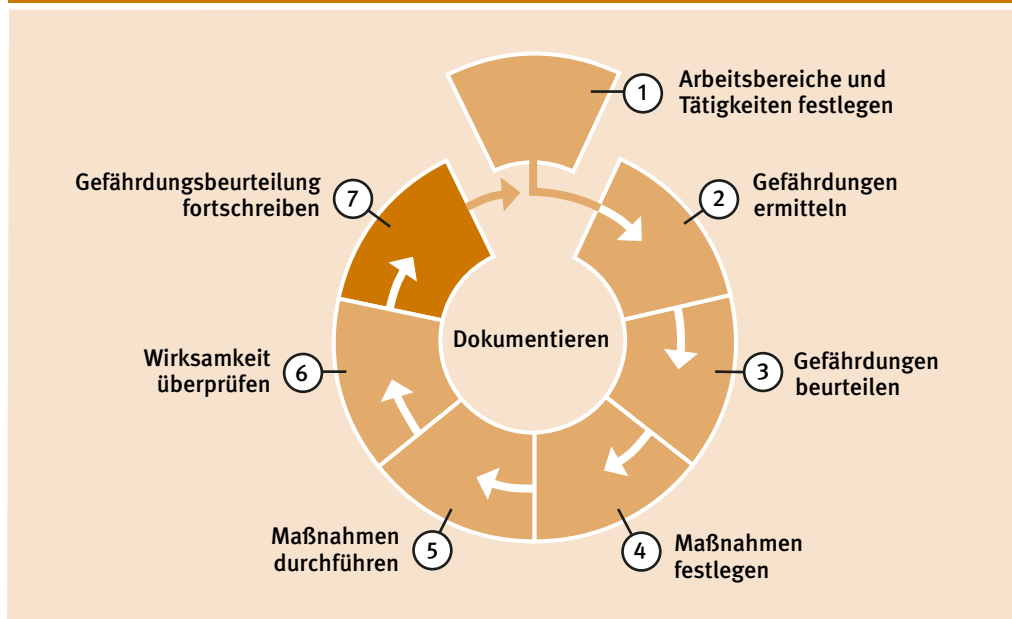 1
Arbeitsbereiche und
Tätigkeiten festlegen
2
Gefährdungen
ermitteln
3
Gefährdungen
beurteilen
4
Maßnahmen
festlegen
5
Maßnahmen
durchführen
6
Wirksamkeit
überprüfen
7
Gefährdungsbeurteilung
fortschreiben
Dokumentieren